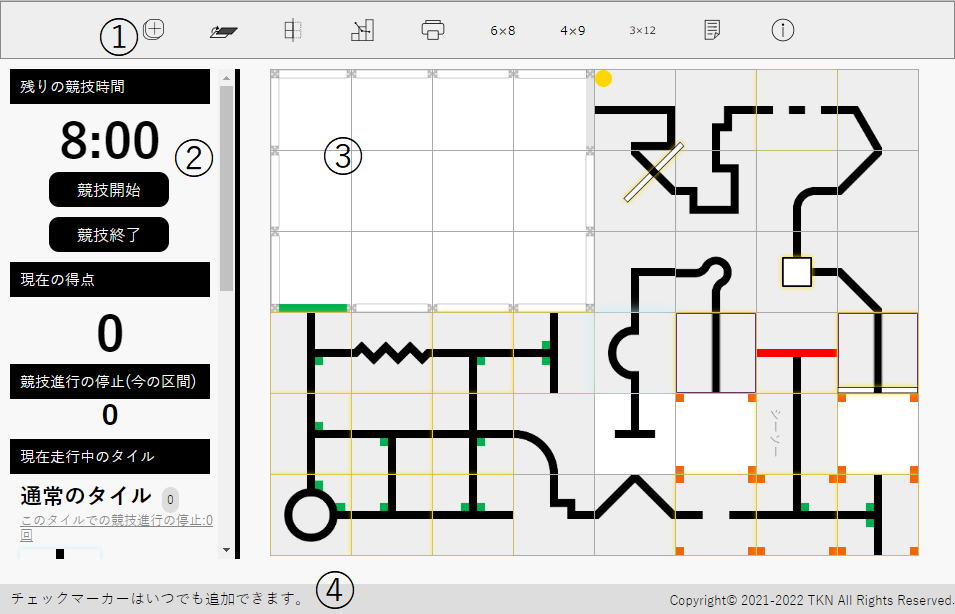 ①
6×8
4×9
3×12
残りの競技時間
8:00
②
競技開始
競技終了
現在の得点
0
競技進行の停止(今の区間)
0
現在走行中のタイル
通常のタイル 0
このタイルでの競技進行の停止:0
回
③
シーソー
チェックマーカーはいつでも追加できます。 ④
Copyright© 2021-2022 TKN All Rights Reserved.